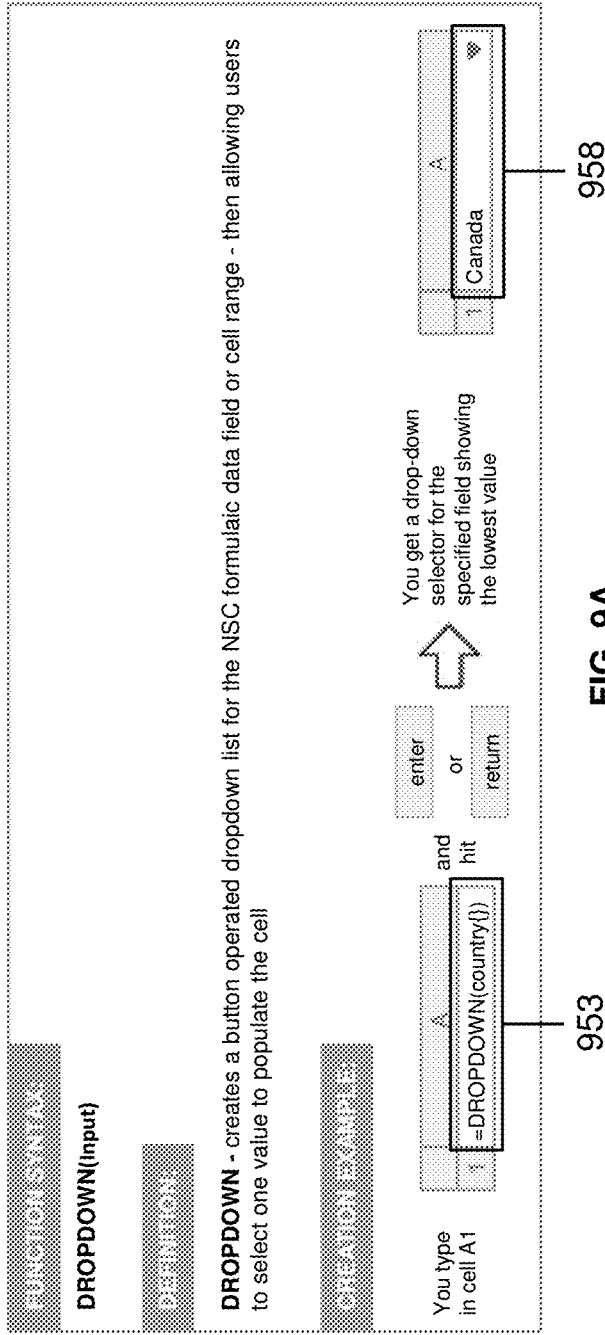 FUNCTION SYNTAX:
DROPDOWN(Input)
DEFINITION:
DROPDOWN - creates a button operated dropdown list for the NSC formulaic data field or cell range - then allowing users
to select one value to populate the cell
CREATION EXAMPLE:
You type
in cell A1
A
1 =DROPDOWN(country{})
953
and
hit
enter
or
return
You get a drop-down
selector for the
specified field showing
the lowest value
A
1 Canada
958
FIG. 9A